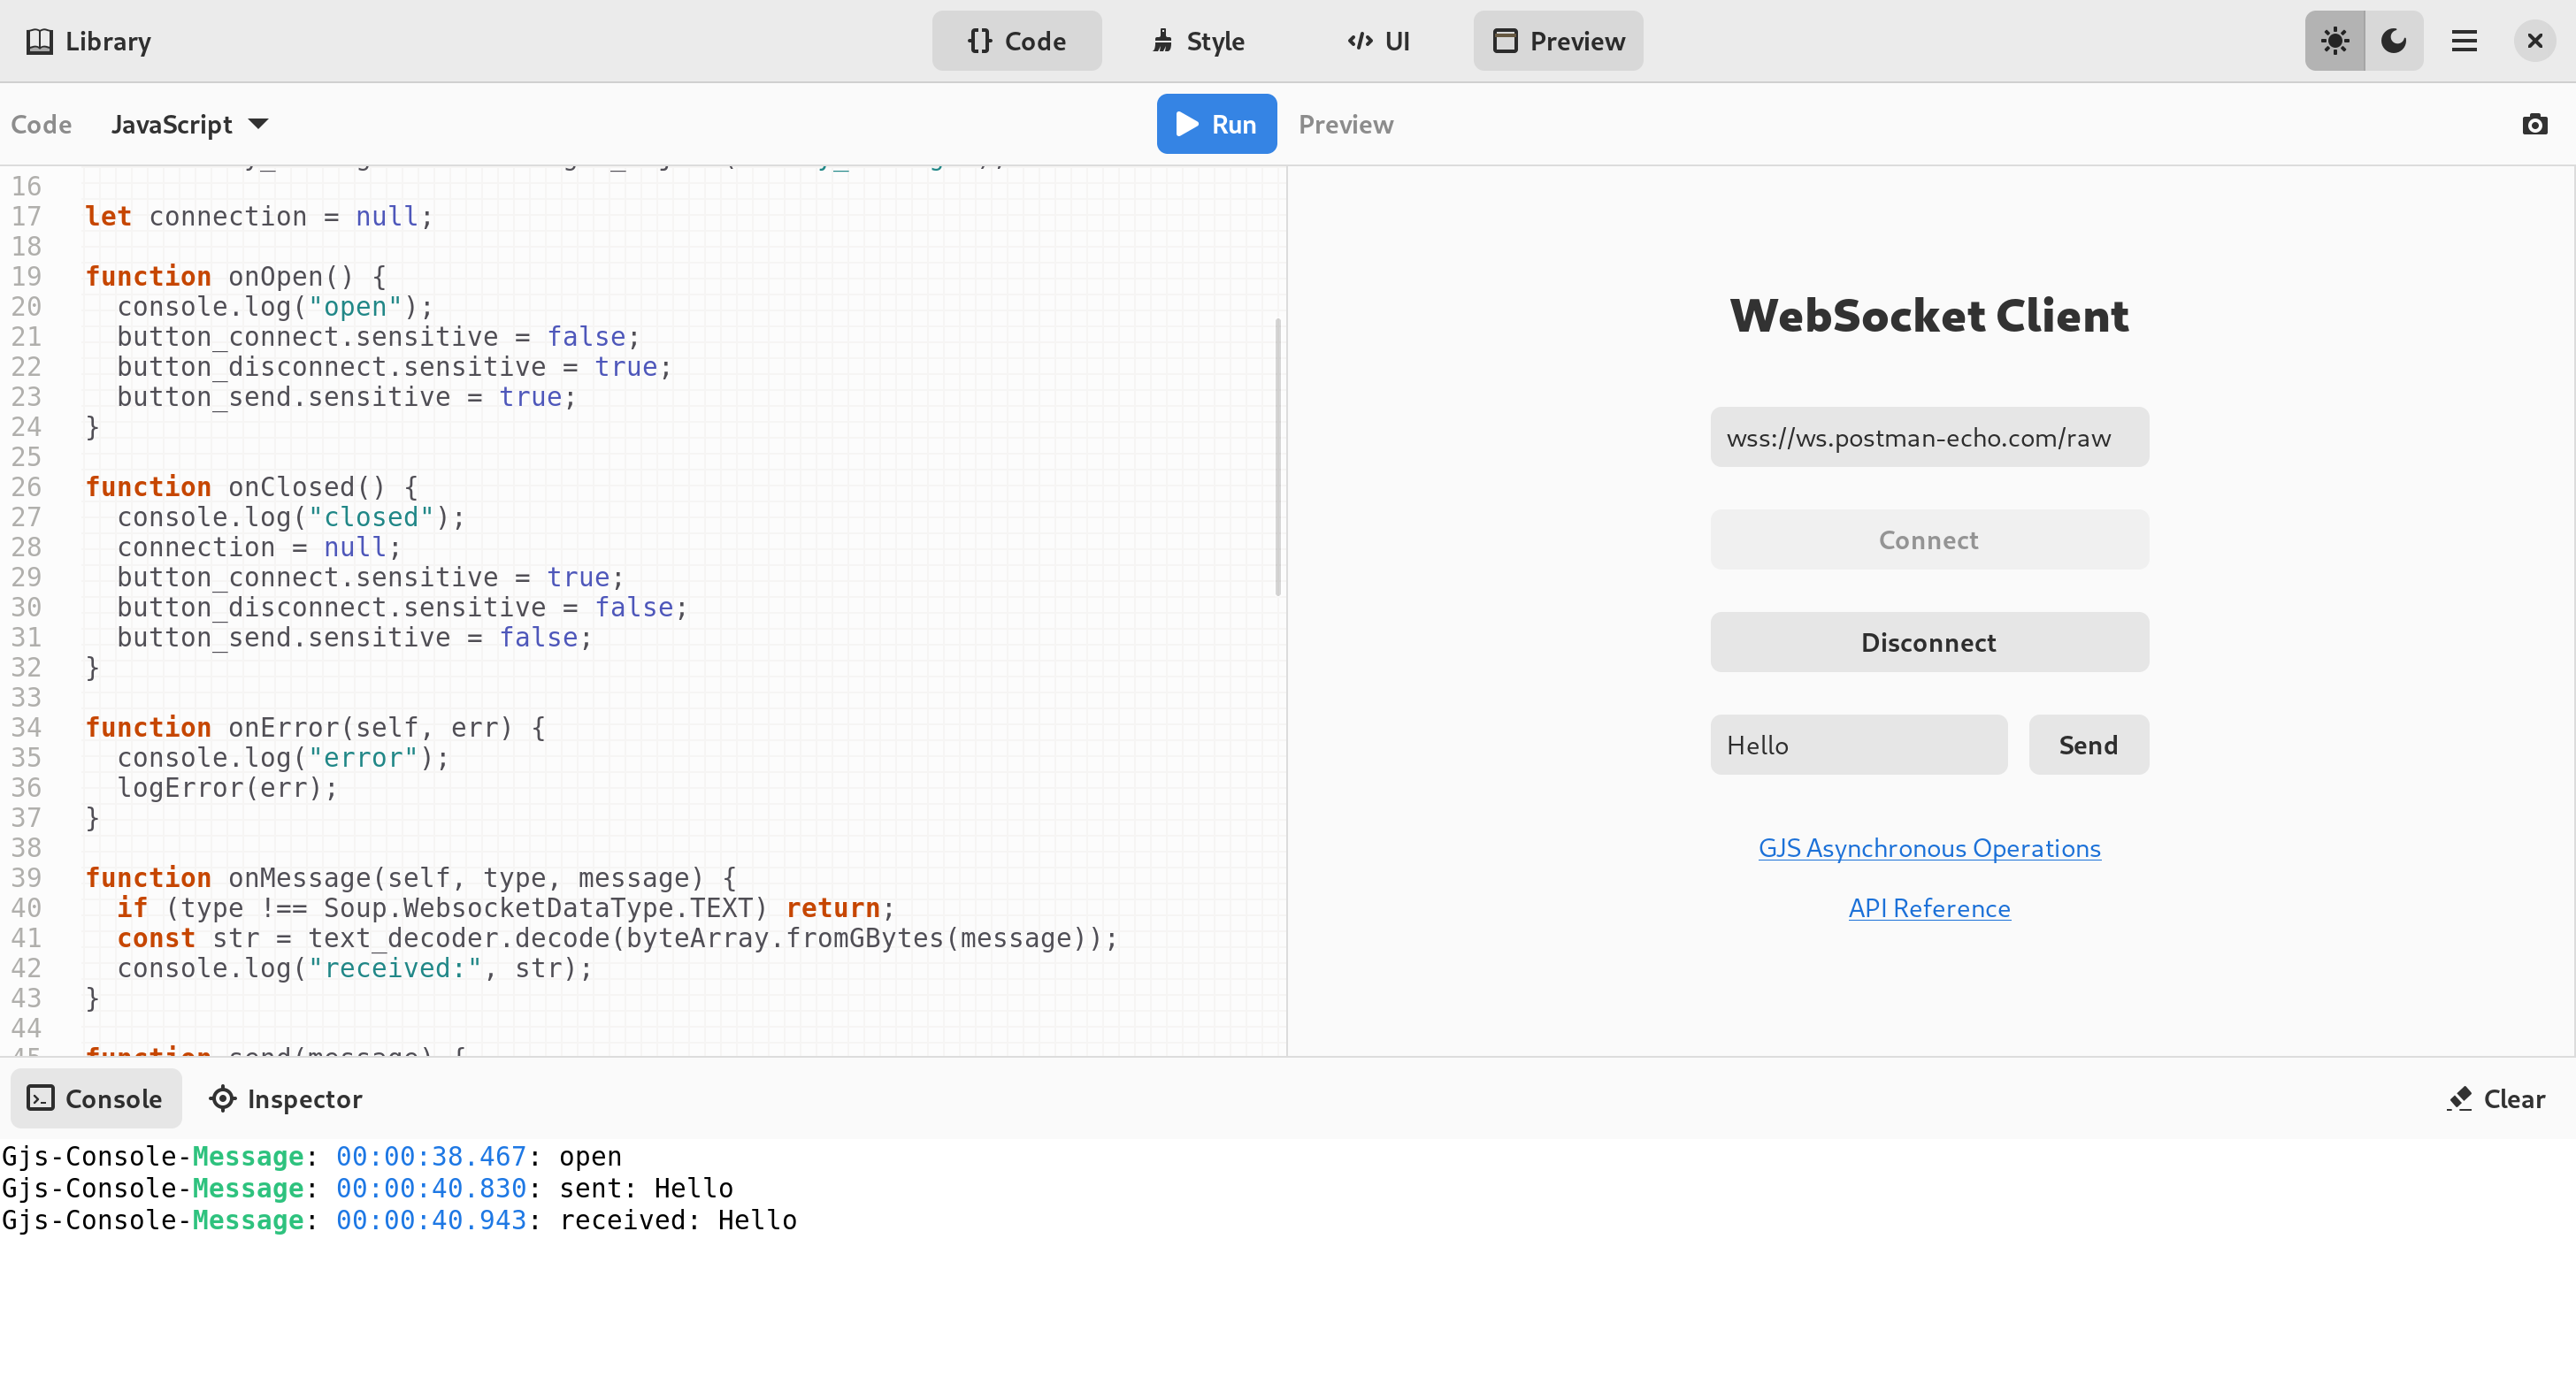 Library
Code
Style
UI
Preview
Code JavaScript
Run
Preview
16
17 let connection = null;
18
19 function onOpen() {
20   console.log("open");
21   button_connect.sensitive = false;
22   button_disconnect.sensitive = true;
23   button_send.sensitive = true;
24 }
25
26 function onClosed() {
27   console.log("closed");
28   connection = null;
29   button_connect.sensitive = true;
30   button_disconnect.sensitive = false;
31   button_send.sensitive = false;
32 }
33
34 function onError(self, err) {
35   console.log("error");
36   logError(err);
37 }
38
39 function onMessage(self, type, message) {
40   if (type !== Soup.WebsocketDataType.TEXT) return;
41   const str = text_decoder.decode(byteArray.fromGBytes(message));
42   console.log("received:", str);
43 }
44
45 function send(message) {
WebSocket Client
wss://ws.postman-echo.com/raw
Connect
Disconnect
Hello
Send
GJS Asynchronous Operations
API Reference
Console
Inspector
Clear
Gjs-Console-Message: 00:00:38.467: open
Gjs-Console-Message: 00:00:40.830: sent: Hello
Gjs-Console-Message: 00:00:40.943: received: Hello